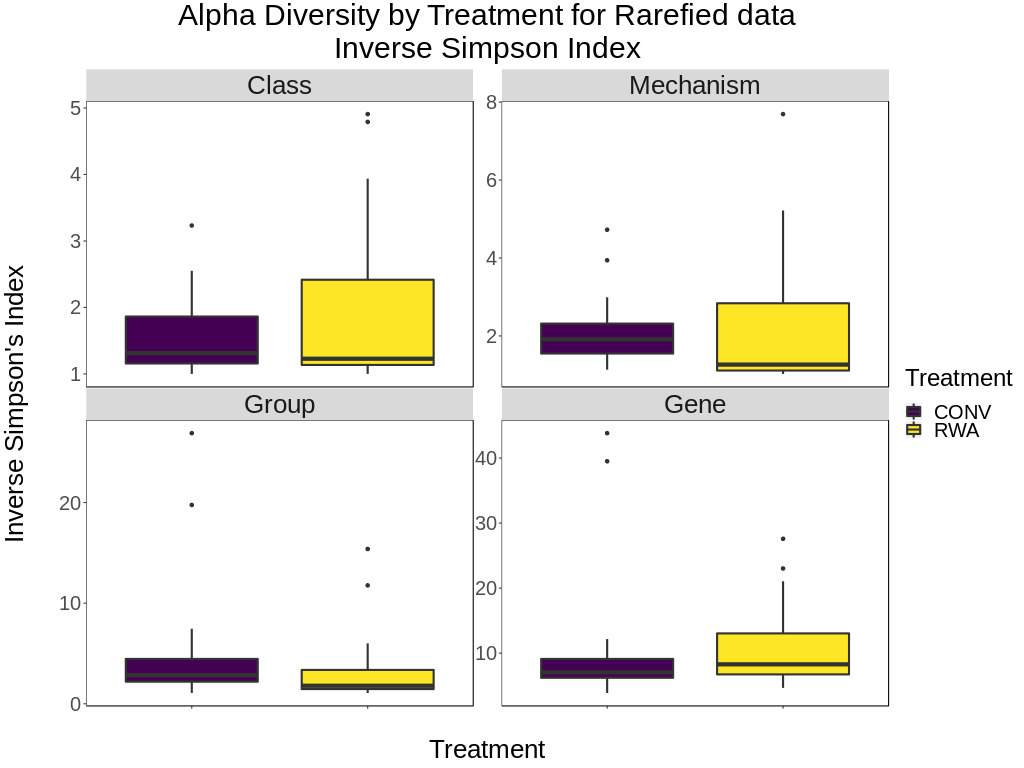 Alpha Diversity by Treatment for Rarefied data
Inverse Simpson Index
Class
Mechanism
5
4
3
2
1
8
6
4
2
Group
Gene
20
10
0
40
30
20
10
Inverse Simpson's Index
Treatment
Treatment
CONV
RWA